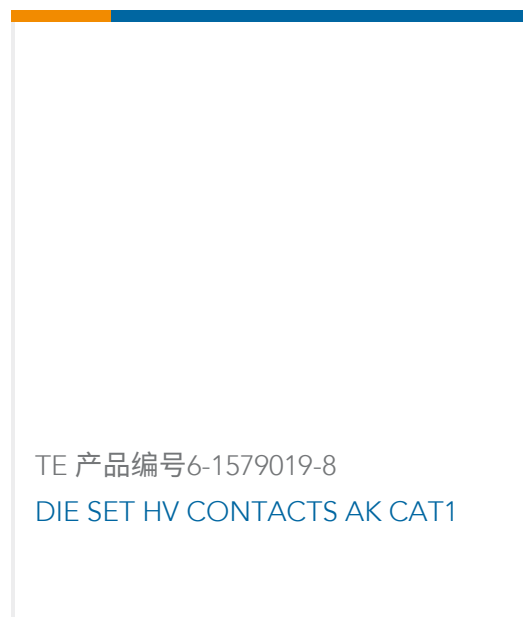 TE 产品编号6-1579019-8
DIE SET HV CONTACTS AK CAT1